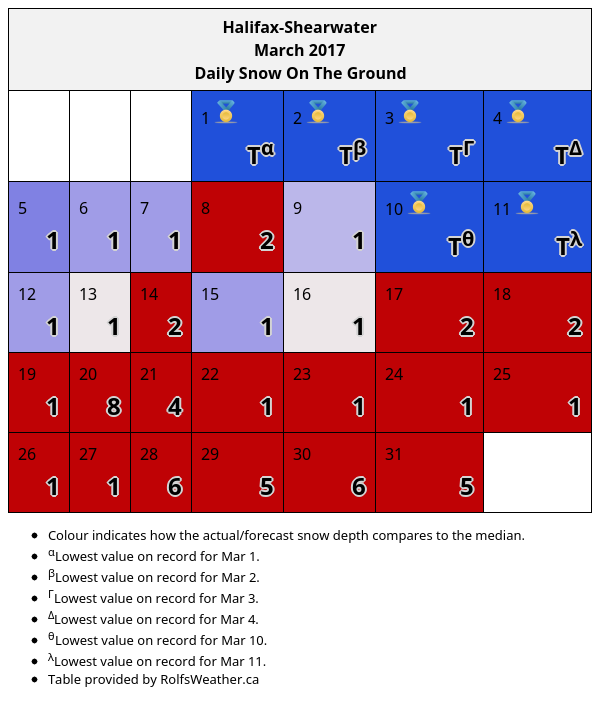 Halifax-Shearwater
March 2017
Daily Snow On The Ground
1 2 3 4
Tα Tβ TΓ TΔ
5 6 7 8 9 10 11
1 1 1 2 1 Tθ Tλ
12 13 14 15 16 17 18
1 1 2 1 1 2 2
19 20 21 22 23 24 25
1 8 4 1 1 1 1
26 27 28 29 30 31
1 1 6 5 6 5
• Colour indicates how the actual/forecast snow depth compares to the median.
• αLowest value on record for Mar 1.
• βLowest value on record for Mar 2.
• ΓLowest value on record for Mar 3.
• ΔLowest value on record for Mar 4.
• θLowest value on record for Mar 10.
• λLowest value on record for Mar 11.
• Table provided by RolfsWeather.ca